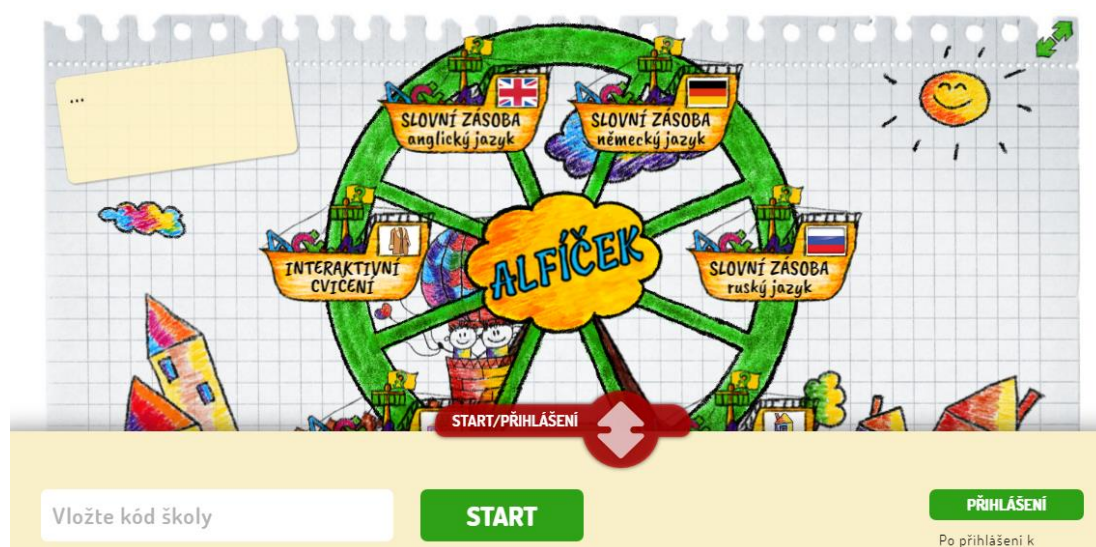 ...
SLOVNÍ ZÁSOBA
anglický jazyk
SLOVNÍ ZÁSOBA
německý jazyk
INTERAKTIVNÍ
CVIČENÍ
ALFÍČEK
SLOVNÍ ZÁSOBA
ruský jazyk
START/PŘIHLÁŠENÍ
Vložte kód školy
START
PŘIHLÁŠENÍ
Po přihlášení k